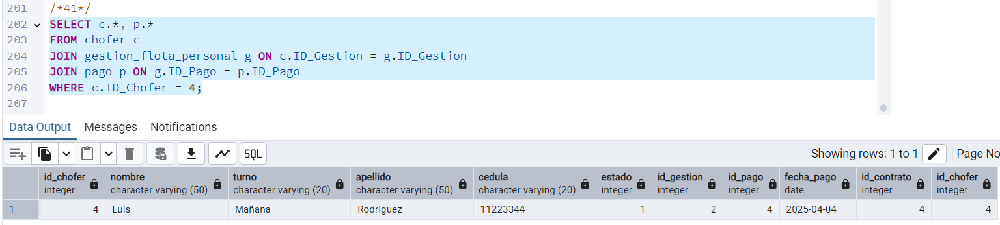 201 /*41*/
202 SELECT c.*, p.*
203 FROM chofer c
204 JOIN gestion_flota_personal g ON c.ID_Gestion = g.ID_Gestion
205 JOIN pago p ON g.ID_Pago = p.ID_Pago
206 WHERE c.ID_Chofer = 4;
207
Data Output Messages Notifications
SQL Showing rows: 1 to 1 Page No
id_chofer nombre turno apellido cedula estado id_gestion id_pago fecha_pago id_contrato id_chofer
integer character varying (50) character varying (20) character varying (50) character varying (20) integer integer integer date integer integer
1 4 Luis Mañana Rodriguez 11223344 1 2 4 2025-04-04 4 4